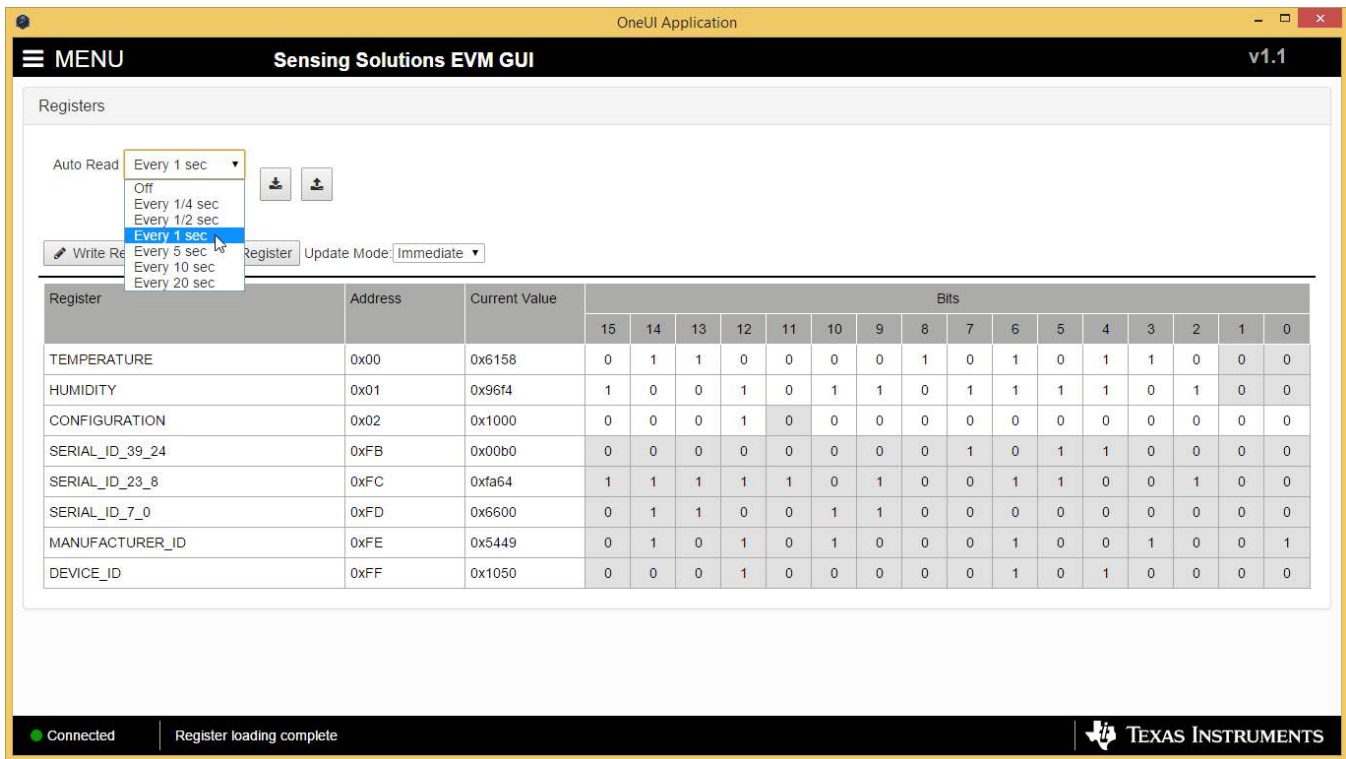 OneUI Application
MENU Sensing Solutions EVM GUI v1.1
Registers
Auto Read Every 1 sec
Off
Every 1/4 sec
Every 1/2 sec
Every 1 sec
Every 5 sec
Every 10 sec
Every 20 sec
Write Re Register Update Mode: Immediate
Register Address Current Value Bits
15 14 13 12 11 10 9 8 7 6 5 4 3 2 1 0
TEMPERATURE 0x00 0x6158 0 1 1 0 0 0 0 1 0 1 0 1 1 0 0 0
HUMIDITY 0x01 0x96f4 1 0 0 1 0 1 1 0 1 1 1 1 0 1 0 0
CONFIGURATION 0x02 0x1000 0 0 0 1 0 0 0 0 0 0 0 0 0 0 0 0
SERIAL_ID_39_24 0xFB 0x00b0 0 0 0 0 0 0 0 0 1 0 1 1 0 0 0 0
SERIAL_ID_23_8 0xFC 0xfa64 1 1 1 1 1 0 1 0 0 1 1 0 0 1 0 0
SERIAL_ID_7_0 0xFD 0x6600 0 1 1 0 0 1 1 0 0 0 0 0 0 0 0 0
MANUFACTURER_ID 0xFE 0x5449 0 1 0 1 0 1 0 0 0 1 0 0 1 0 0 1
DEVICE_ID 0xFF 0x1050 0 0 0 1 0 0 0 0 0 1 0 1 0 0 0 0
Connected Register loading complete TEXAS INSTRUMENTS